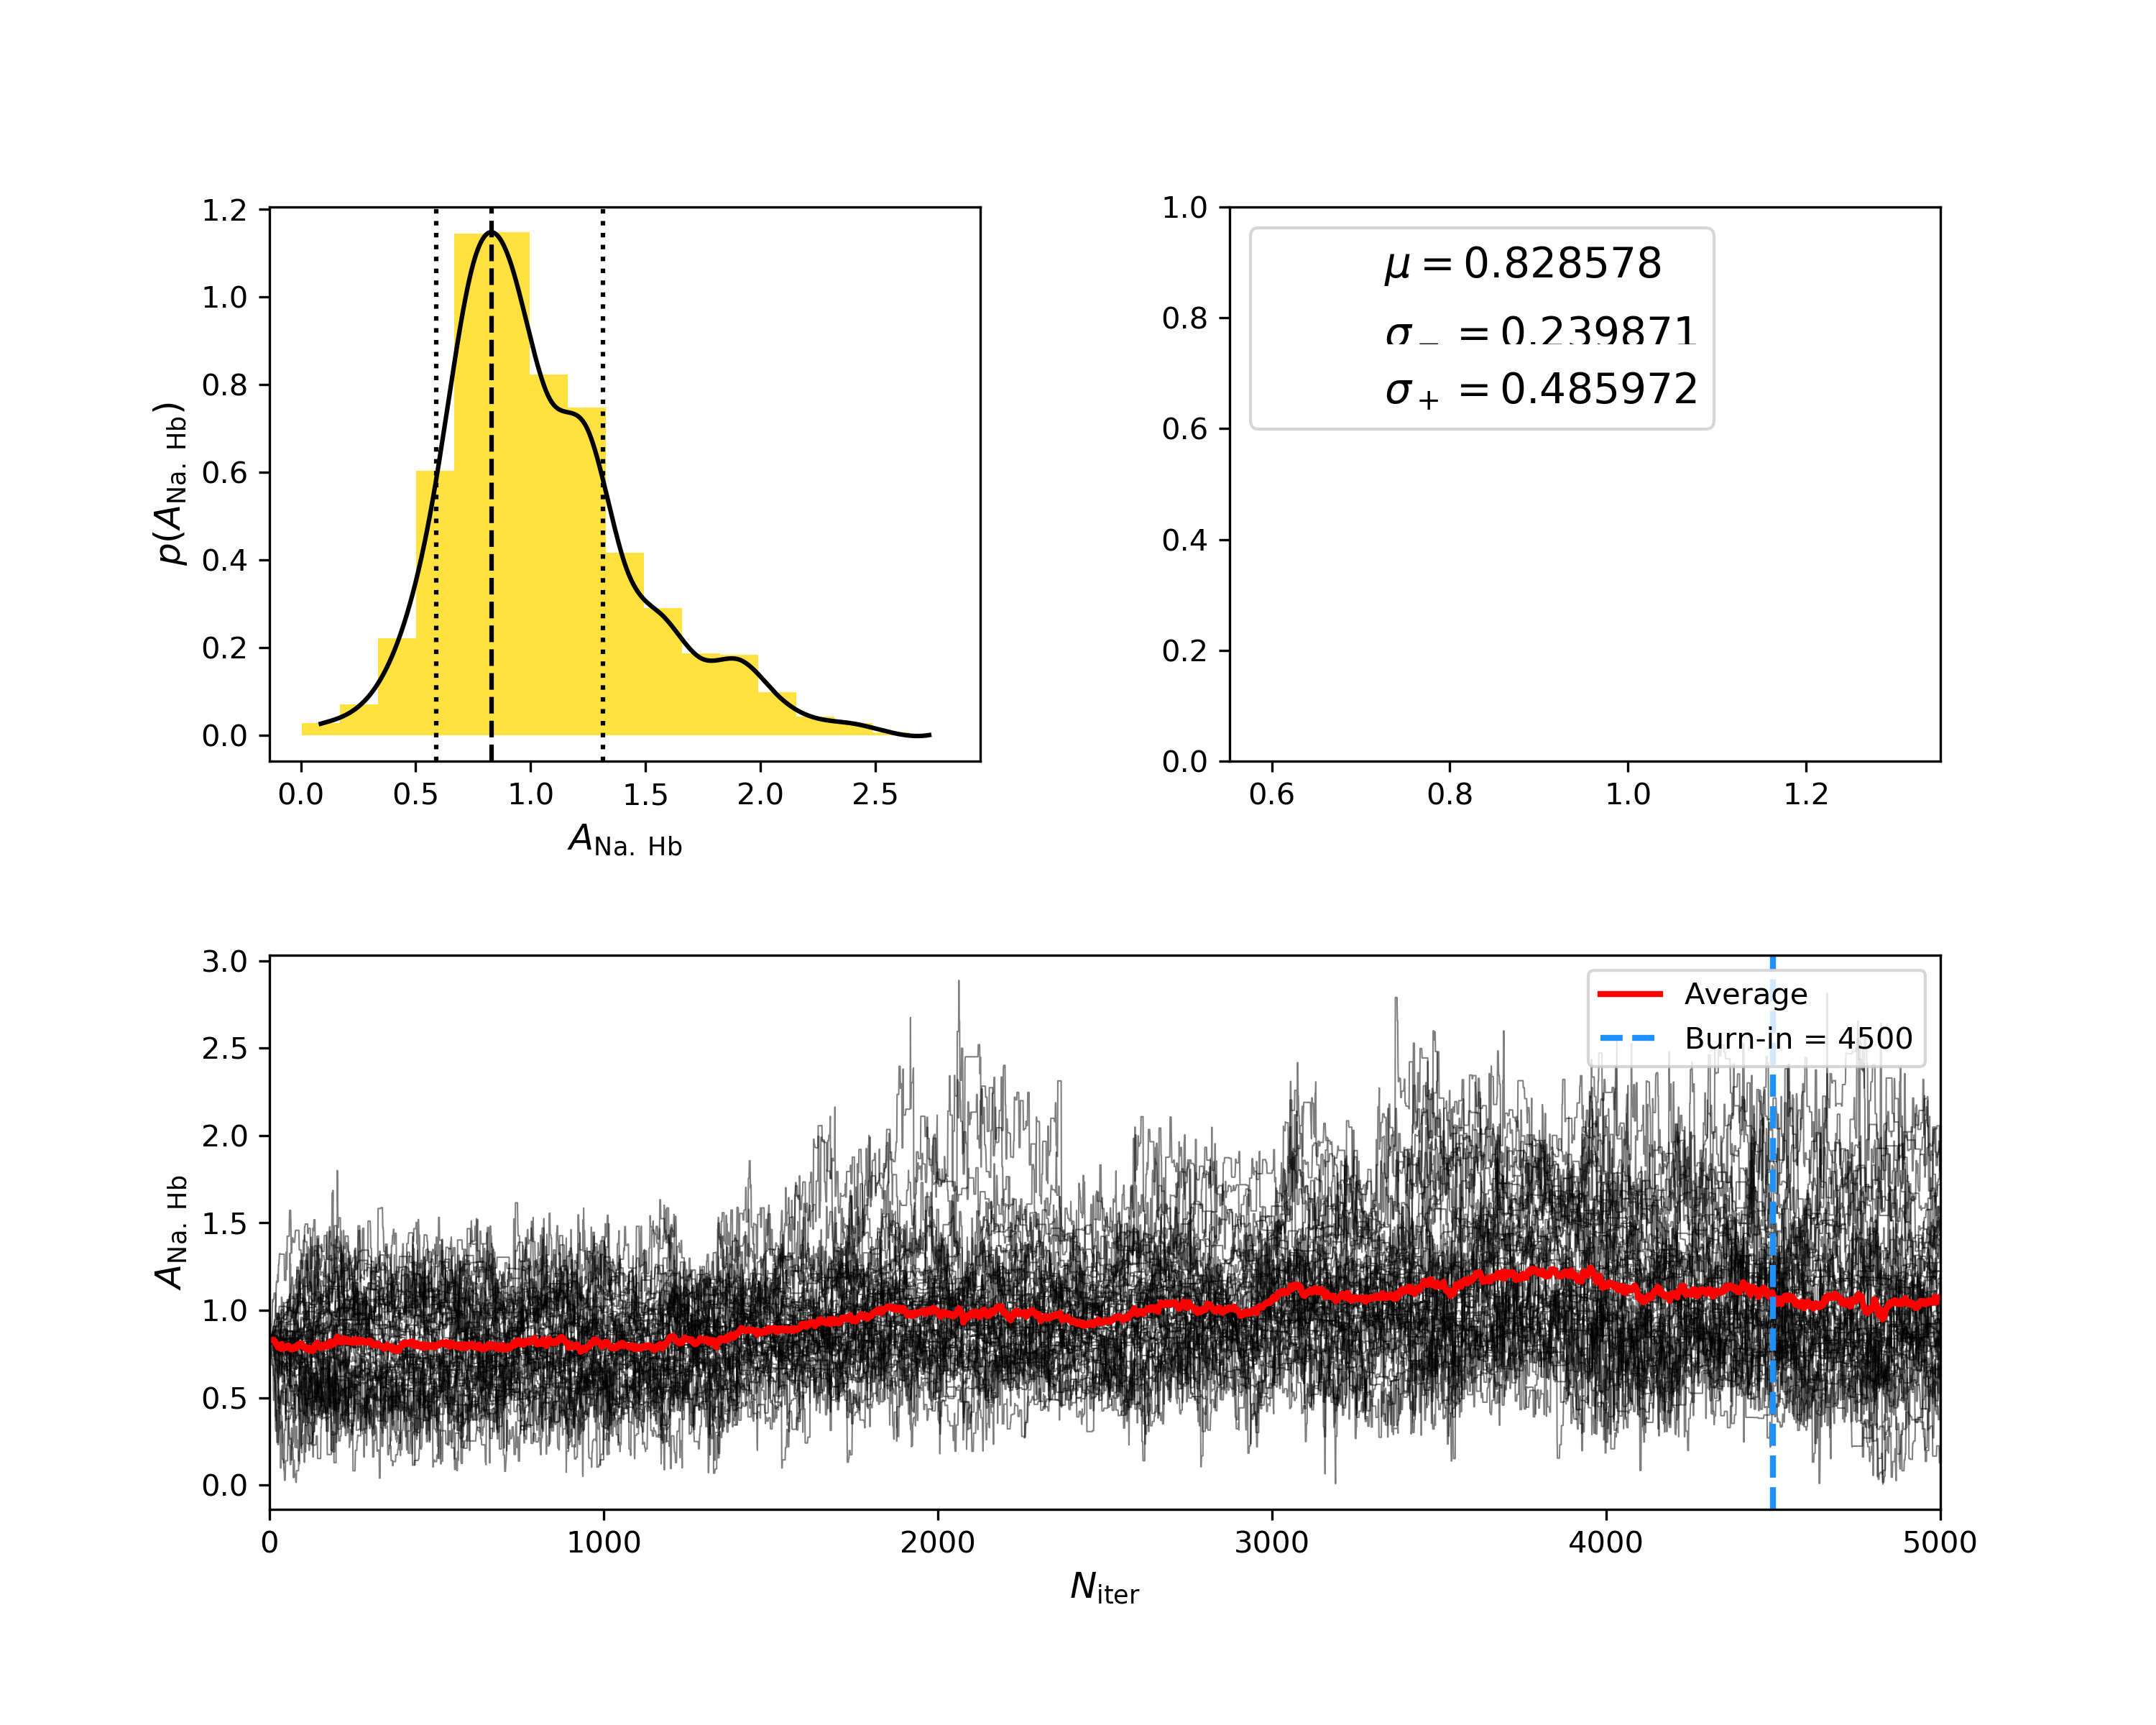 1.2
1.0
0.8
0.6
0.4
0.2
0.0
p(A_Na. Hb)
0.0 0.5 1.0 1.5 2.0 2.5
A_Na. Hb
1.0
0.8
0.6
0.4
0.2
0.0
μ = 0.828578
σ_− = 0.239871
σ_+ = 0.485972
0.6 0.8 1.0 1.2
3.0
2.5
2.0
1.5
1.0
0.5
0.0
A_Na. Hb
Average
Burn-in = 4500
0 1000 2000 3000 4000 5000
N_iter